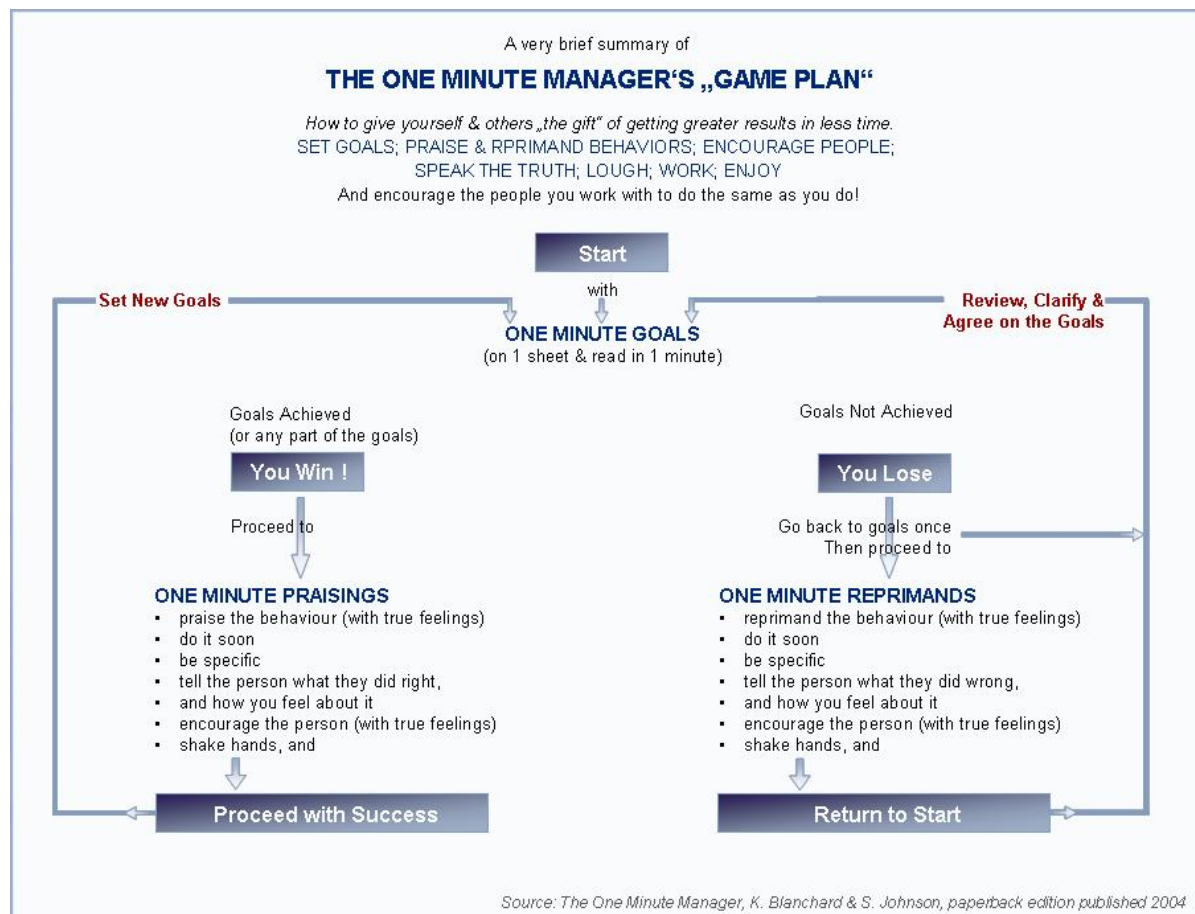 A very brief summary of
THE ONE MINUTE MANAGER‘S „GAME PLAN“
How to give yourself & others „the gift“ of getting greater results in less time.
SET GOALS; PRAISE & RPRIMAND BEHAVIORS; ENCOURAGE PEOPLE;
SPEAK THE TRUTH; LOUGH; WORK; ENJOY
And encourage the people you work with to do the same as you do!
Start
with
Set New Goals
Review, Clarify &
Agree on the Goals
ONE MINUTE GOALS
(on 1 sheet & read in 1 minute)
Goals Achieved
(or any part of the goals)
You Win !
Proceed to
ONE MINUTE PRAISINGS
▪ praise the behaviour (with true feelings)
▪ do it soon
▪ be specific
▪ tell the person what they did right,
▪ and how you feel about it
▪ encourage the person (with true feelings)
▪ shake hands, and
Proceed with Success
Goals Not Achieved
You Lose
Go back to goals once
Then proceed to
ONE MINUTE REPRIMANDS
▪ reprimand the behaviour (with true feelings)
▪ do it soon
▪ be specific
▪ tell the person what they did wrong,
▪ and how you feel about it
▪ encourage the person (with true feelings)
▪ shake hands, and
Return to Start
Source: The One Minute Manager, K. Blanchard & S. Johnson, paperback edition published 2004